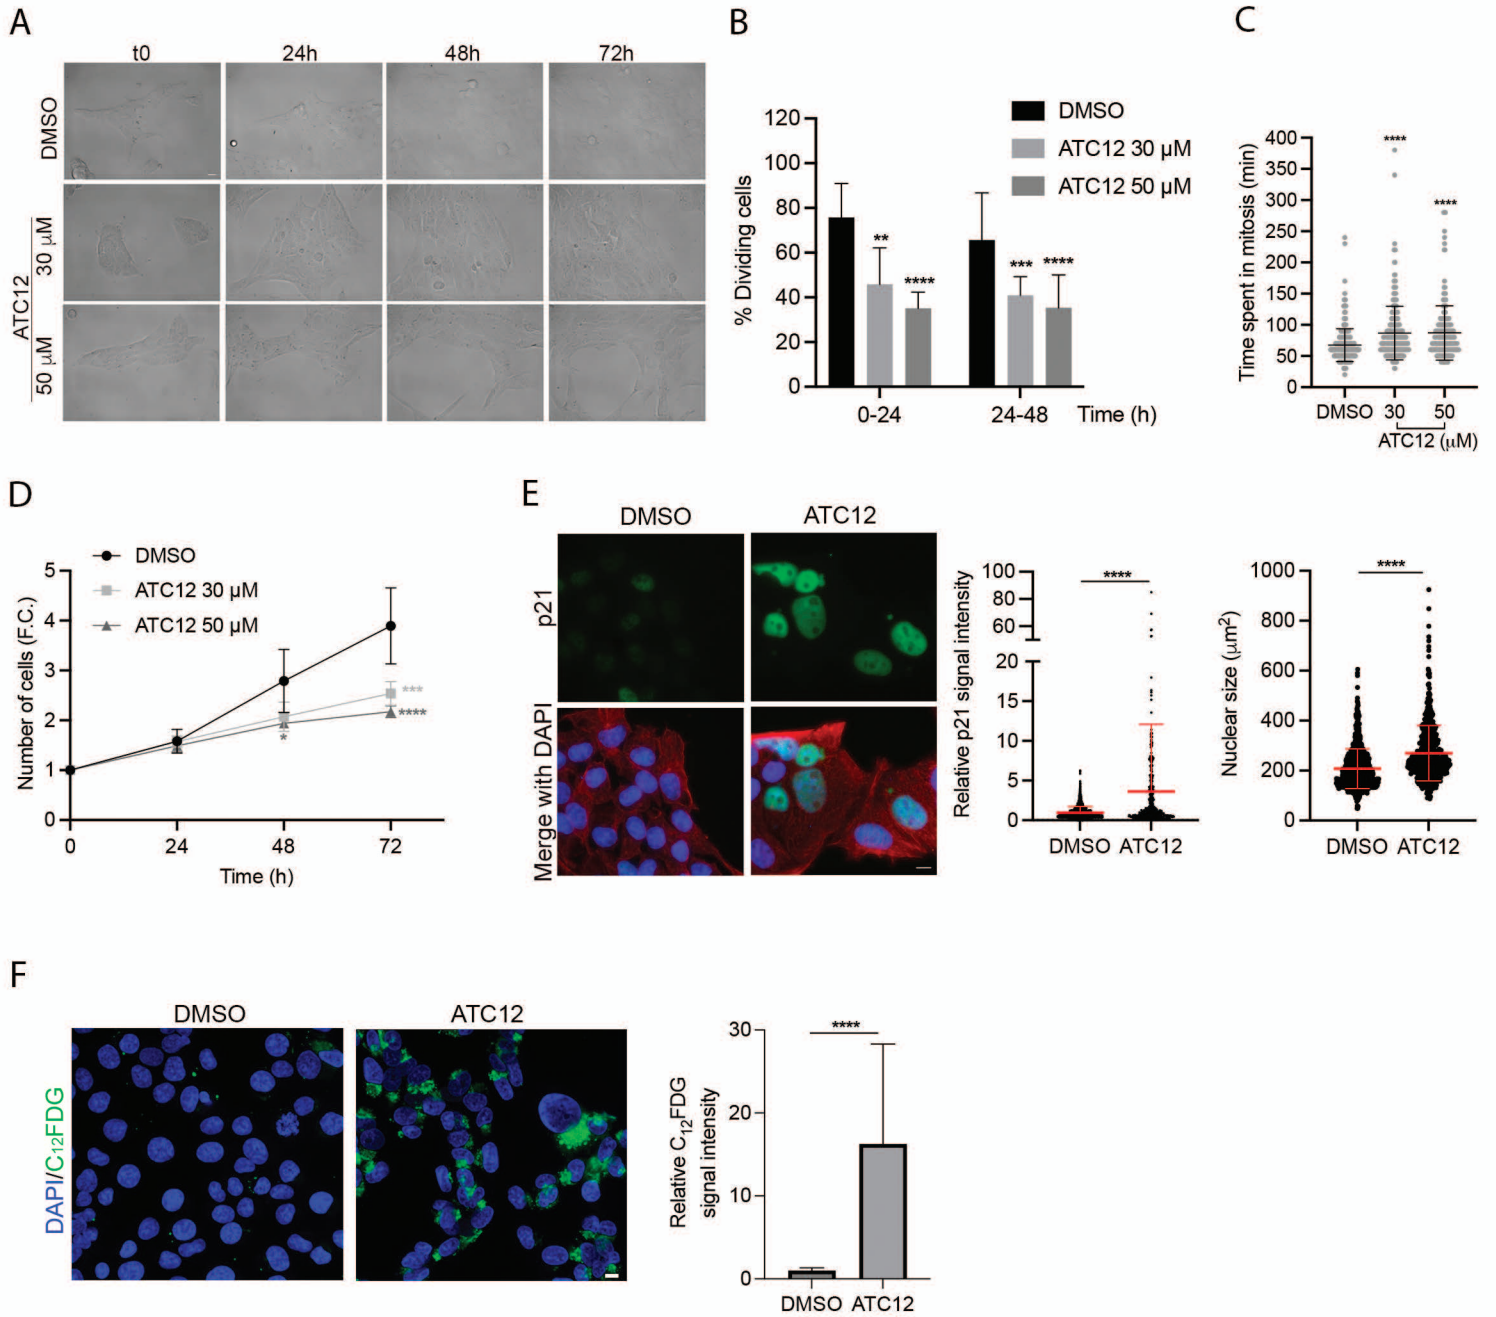 A
t0 24h 48h 72h
DMSO
ATC12
30 µM
50 µM
B
DMSO
ATC12 30 µM
ATC12 50 µM
% Dividing cells
120
100
80
60
40
20
0
** **** *** ****
0-24 24-48 Time (h)
C
Time spent in mitosis (min)
400
350
300
250
200
150
100
50
0
****
****
DMSO 30 50
ATC12 (µM)
D
DMSO
ATC12 30 µM
ATC12 50 µM
Number of cells (F.C.)
5
4
3
2
1
0
***
****
*
0 24 48 72
Time (h)
E
DMSO ATC12
p21
Merge with DAPI
Relative p21 signal intensity
100
80
60
20
15
10
5
0
****
DMSO ATC12
Nuclear size (µm²)
1000
800
600
400
200
0
****
DMSO ATC12
F
DMSO ATC12
DAPI/C₁₂FDG
Relative C₁₂FDG
signal intensity
30
20
10
0
****
DMSO ATC12